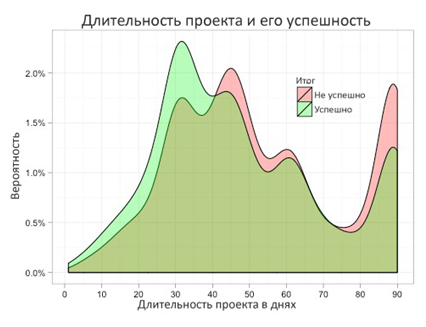 Длительность проекта и его успешность
Вероятность
2.0%
1.5%
1.0%
0.5%
0.0%
Итог
Не успешно
Успешно
0 10 20 30 40 50 60 70 80 90
Длительность проекта в днях